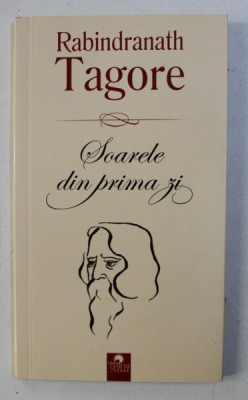 Rabindranath
Tagore
Soarele
din prima zi